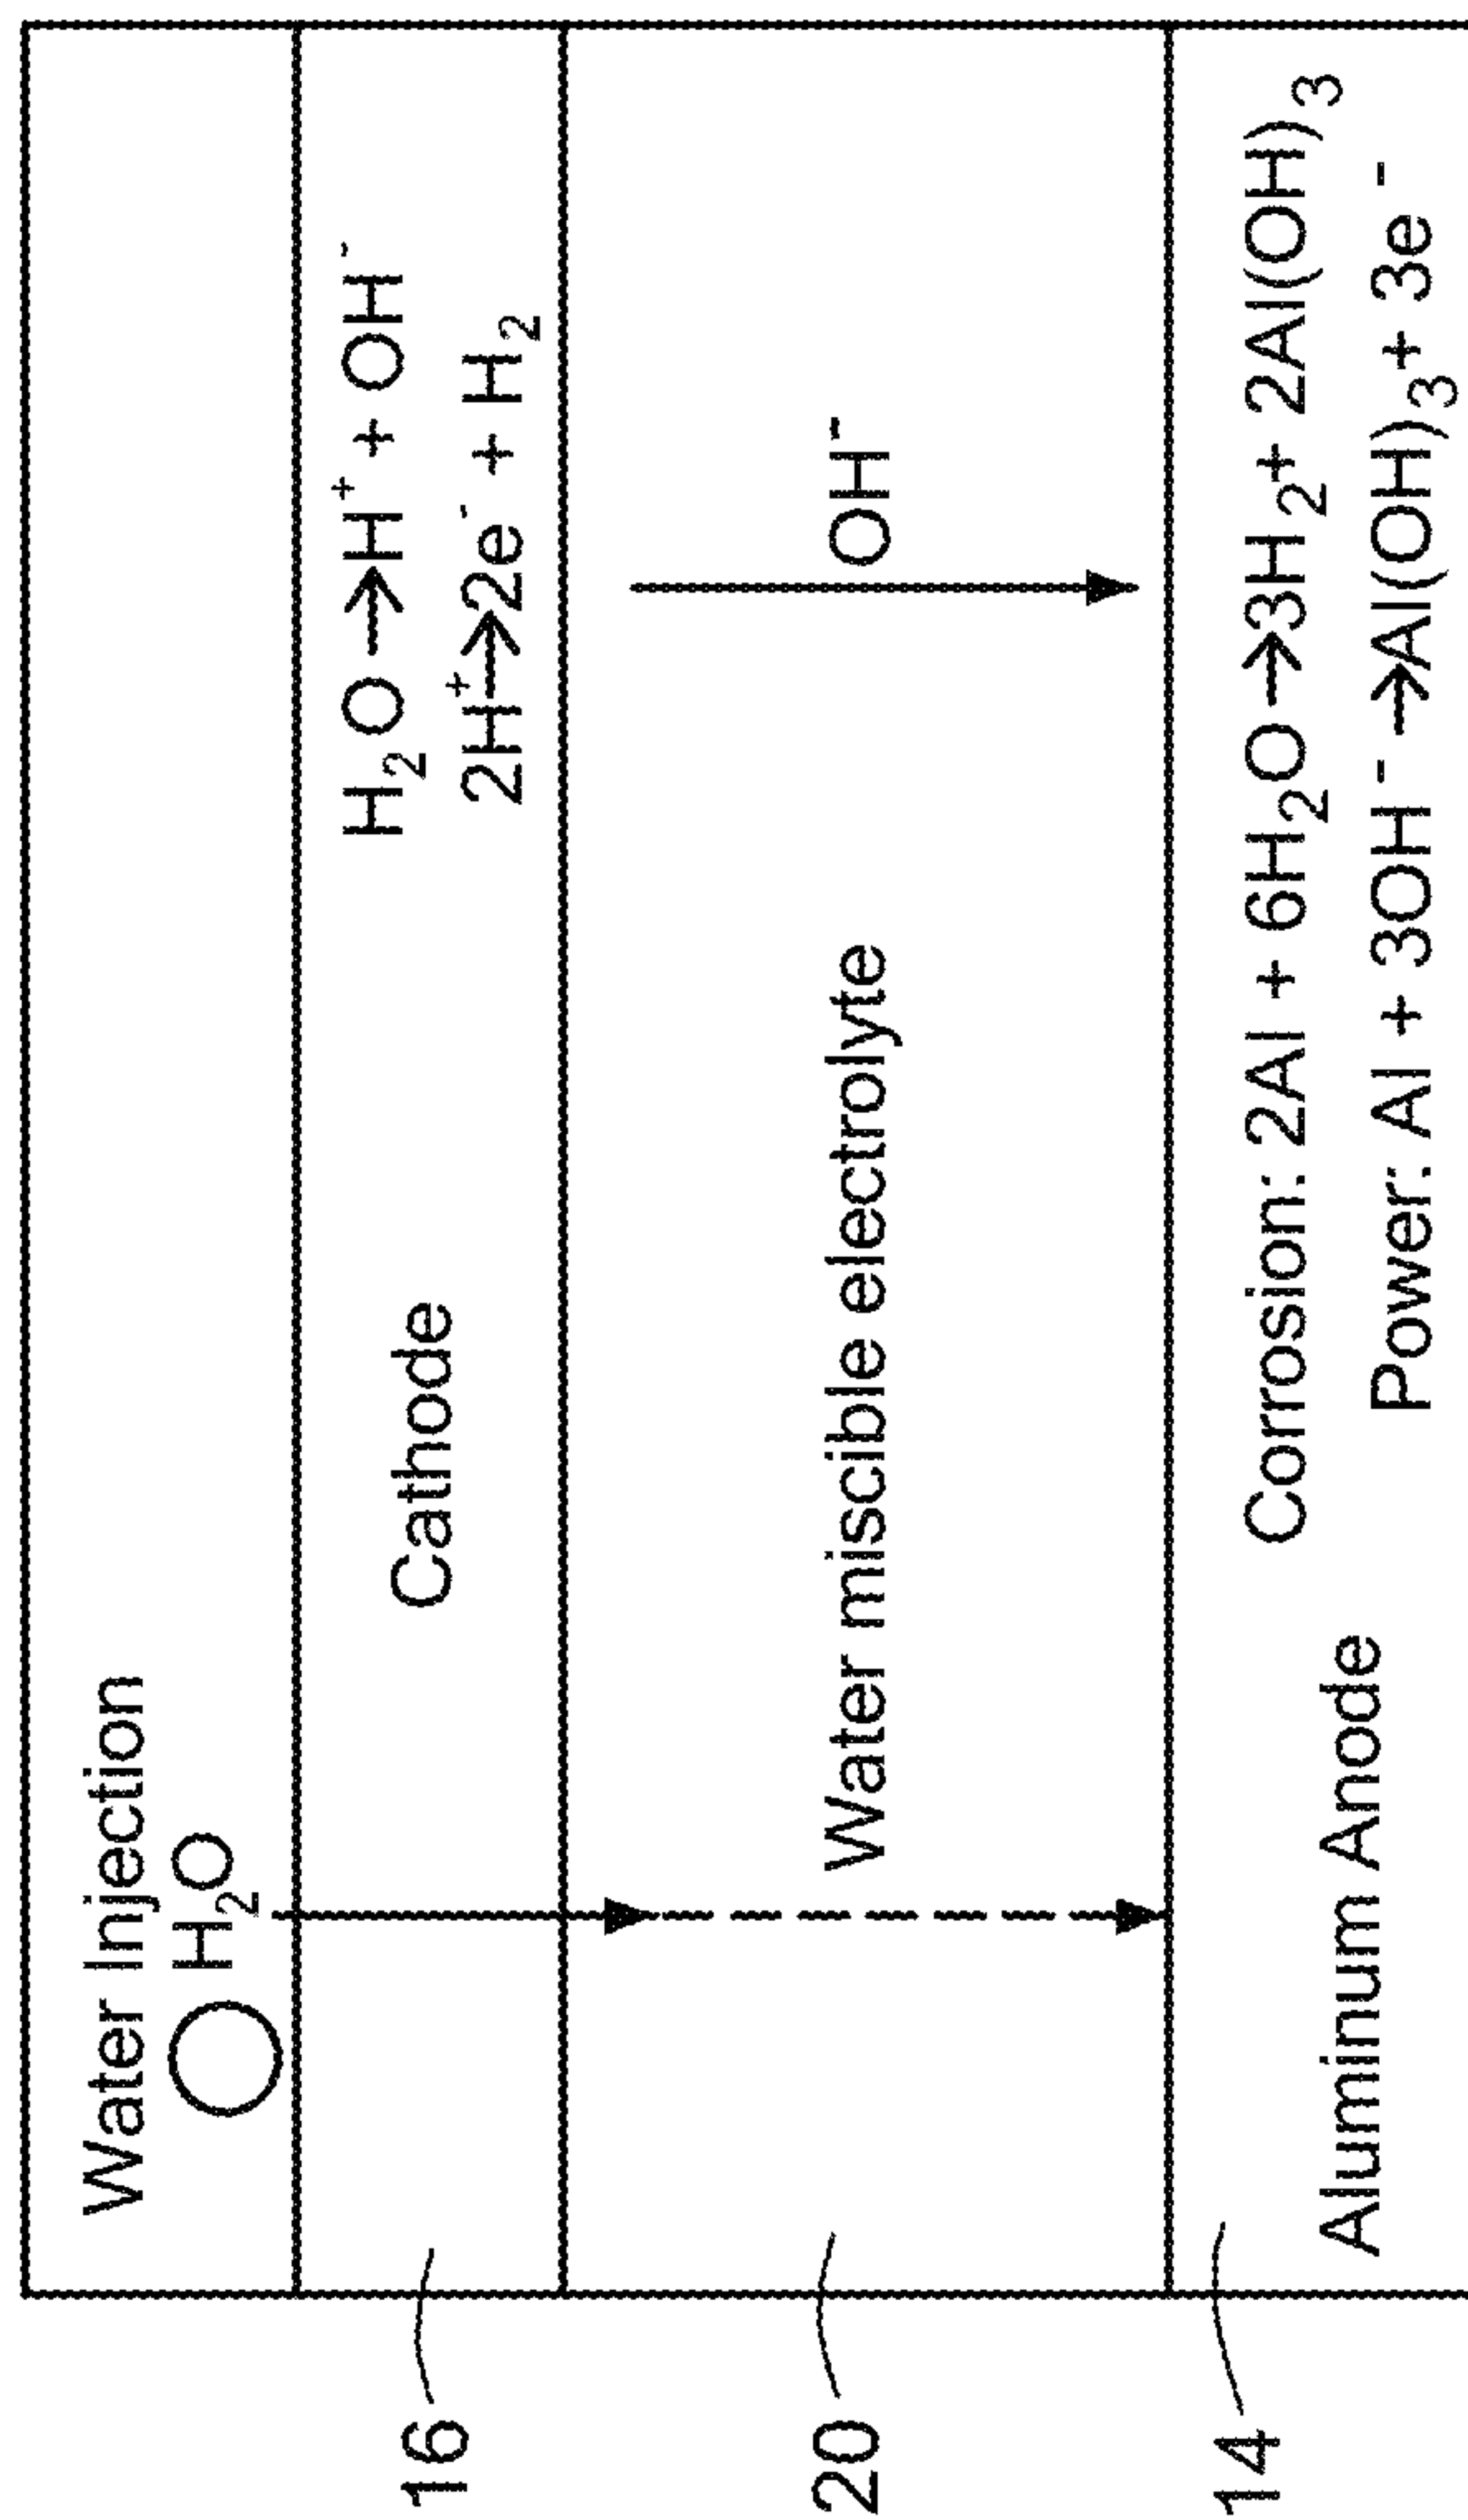 Water Injection
H₂O
16
Cathode
H₂O → H⁺ + OH⁻
2H⁺ → 2e⁻ + H₂
20
Water miscible electrolyte
OH⁻
14
Aluminum Anode
Corrosion: 2Al + 6H₂O → 3H₂ + 2Al(OH)₃
Power: Al + 3OH⁻ → Al(OH)₃ + 3e⁻